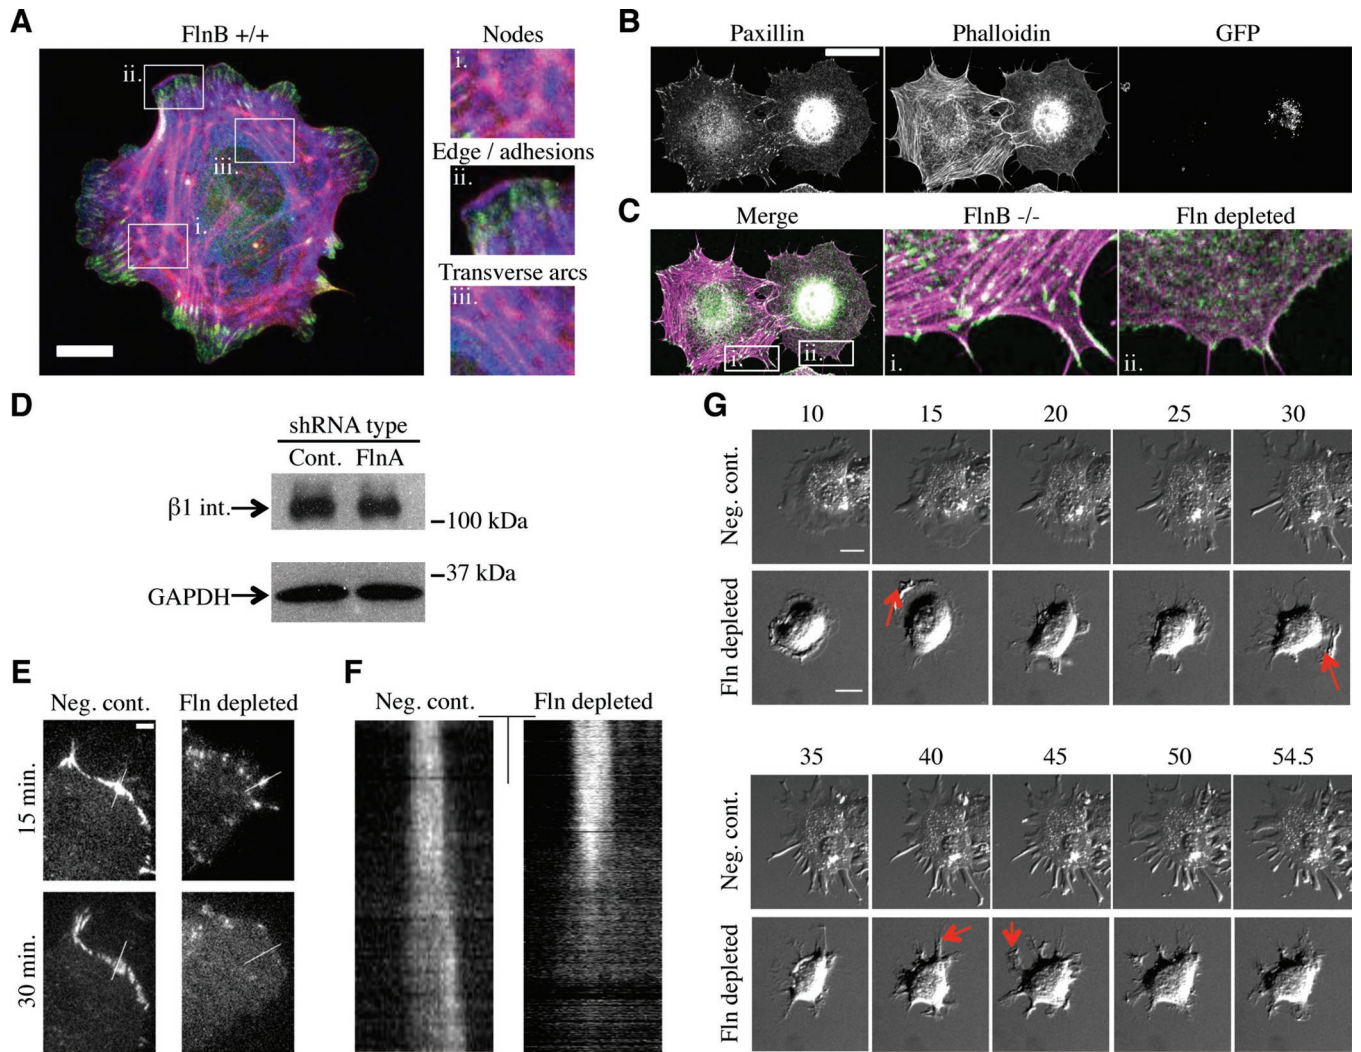 A
FlnB +/+
ii.
iii.
i.
Nodes
i.
Edge / adhesions
ii.
Transverse arcs
iii.
B
Paxillin
Phalloidin
GFP
C
Merge
FlnB -/-
Fln depleted
i.
ii.
i.
ii.
D
shRNA type
Cont.
FlnA
β1 int.
100 kDa
37 kDa
GAPDH
E
Neg. cont.
Fln depleted
15 min.
30 min.
F
Neg. cont.
Fln depleted
G
10
15
20
25
30
Neg. cont.
Fln depleted
35
40
45
50
54.5
Neg. cont.
Fln depleted